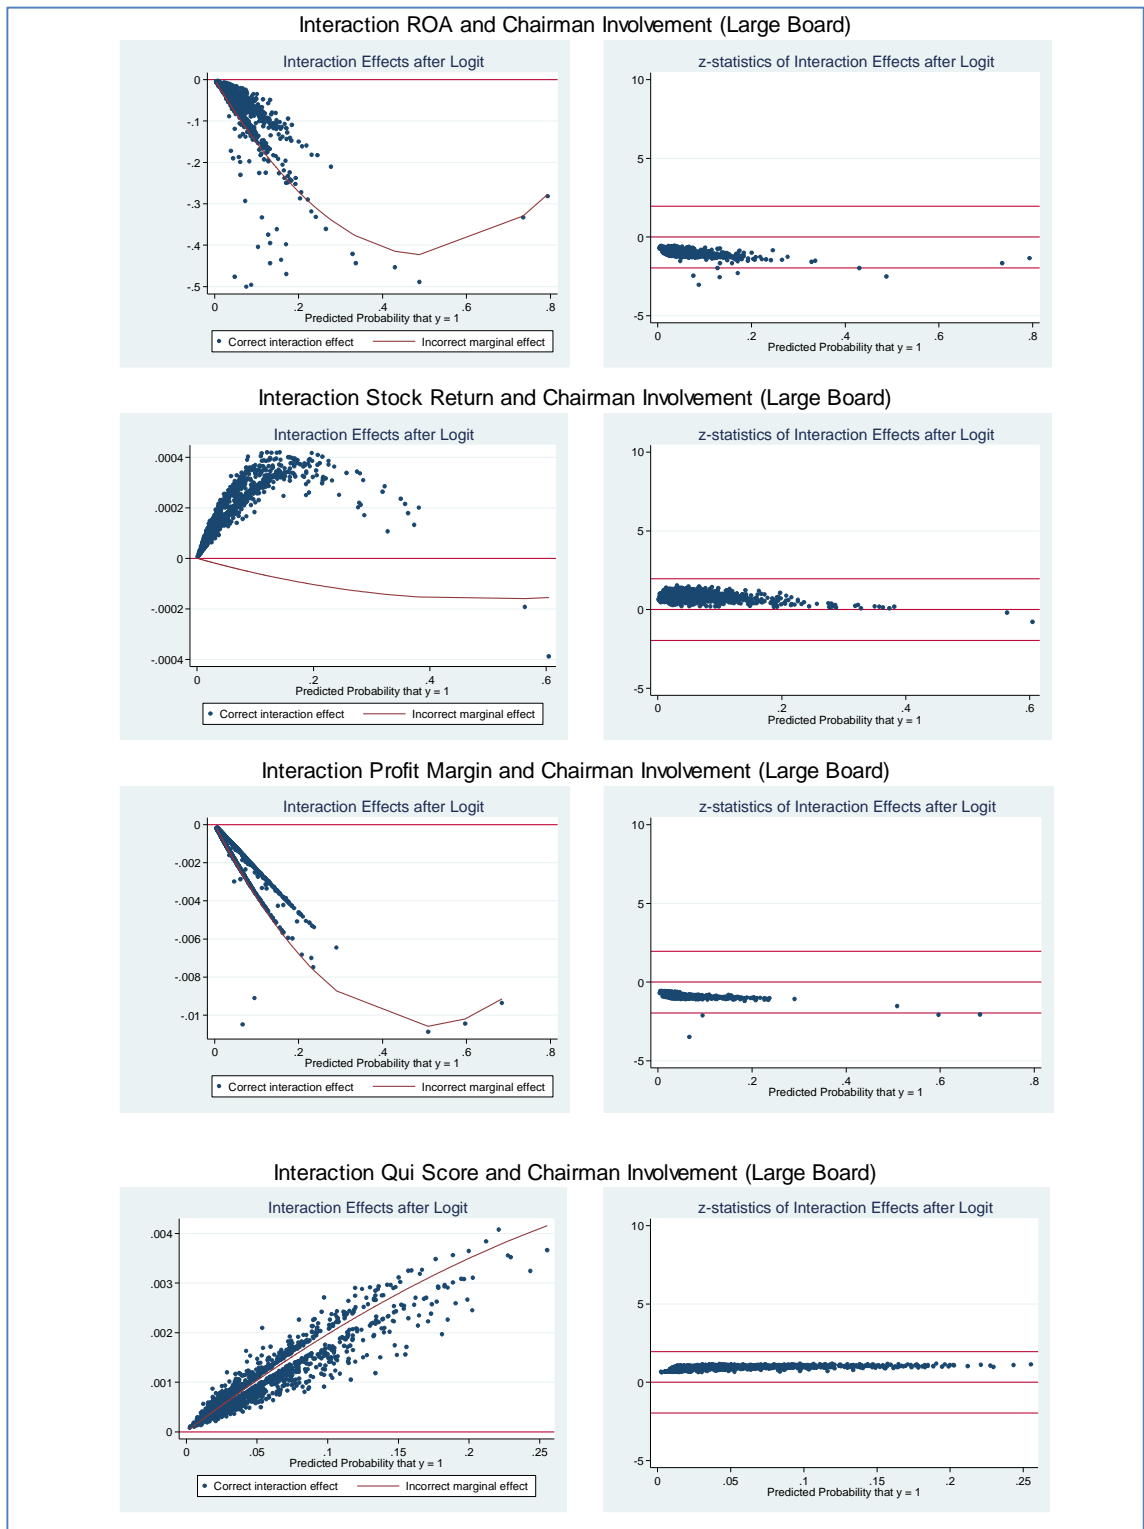 Interaction ROA and Chairman Involvement (Large Board)
Interaction Effects after Logit
0
-.1
-.2
-.3
-.4
-.5
0 .2 .4 .6 .8
Predicted Probability that y = 1
Correct interaction effect Incorrect marginal effect
z-statistics of Interaction Effects after Logit
10
5
0
-5
0 .2 .4 .6 .8
Predicted Probability that y = 1
Interaction Stock Return and Chairman Involvement (Large Board)
Interaction Effects after Logit
.0004
.0002
0
-.0002
-.0004
0 .2 .4 .6
Predicted Probability that y = 1
Correct interaction effect Incorrect marginal effect
z-statistics of Interaction Effects after Logit
10
5
0
-5
0 .2 .4 .6
Predicted Probability that y = 1
Interaction Profit Margin and Chairman Involvement (Large Board)
Interaction Effects after Logit
0
-.002
-.004
-.006
-.008
-.01
0 .2 .4 .6 .8
Predicted Probability that y = 1
Correct interaction effect Incorrect marginal effect
z-statistics of Interaction Effects after Logit
10
5
0
-5
0 .2 .4 .6 .8
Predicted Probability that y = 1
Interaction Qui Score and Chairman Involvement (Large Board)
Interaction Effects after Logit
.004
.003
.002
.001
0
0 .05 .1 .15 .2 .25
Predicted Probability that y = 1
Correct interaction effect Incorrect marginal effect
z-statistics of Interaction Effects after Logit
10
5
0
-5
0 .05 .1 .15 .2 .25
Predicted Probability that y = 1